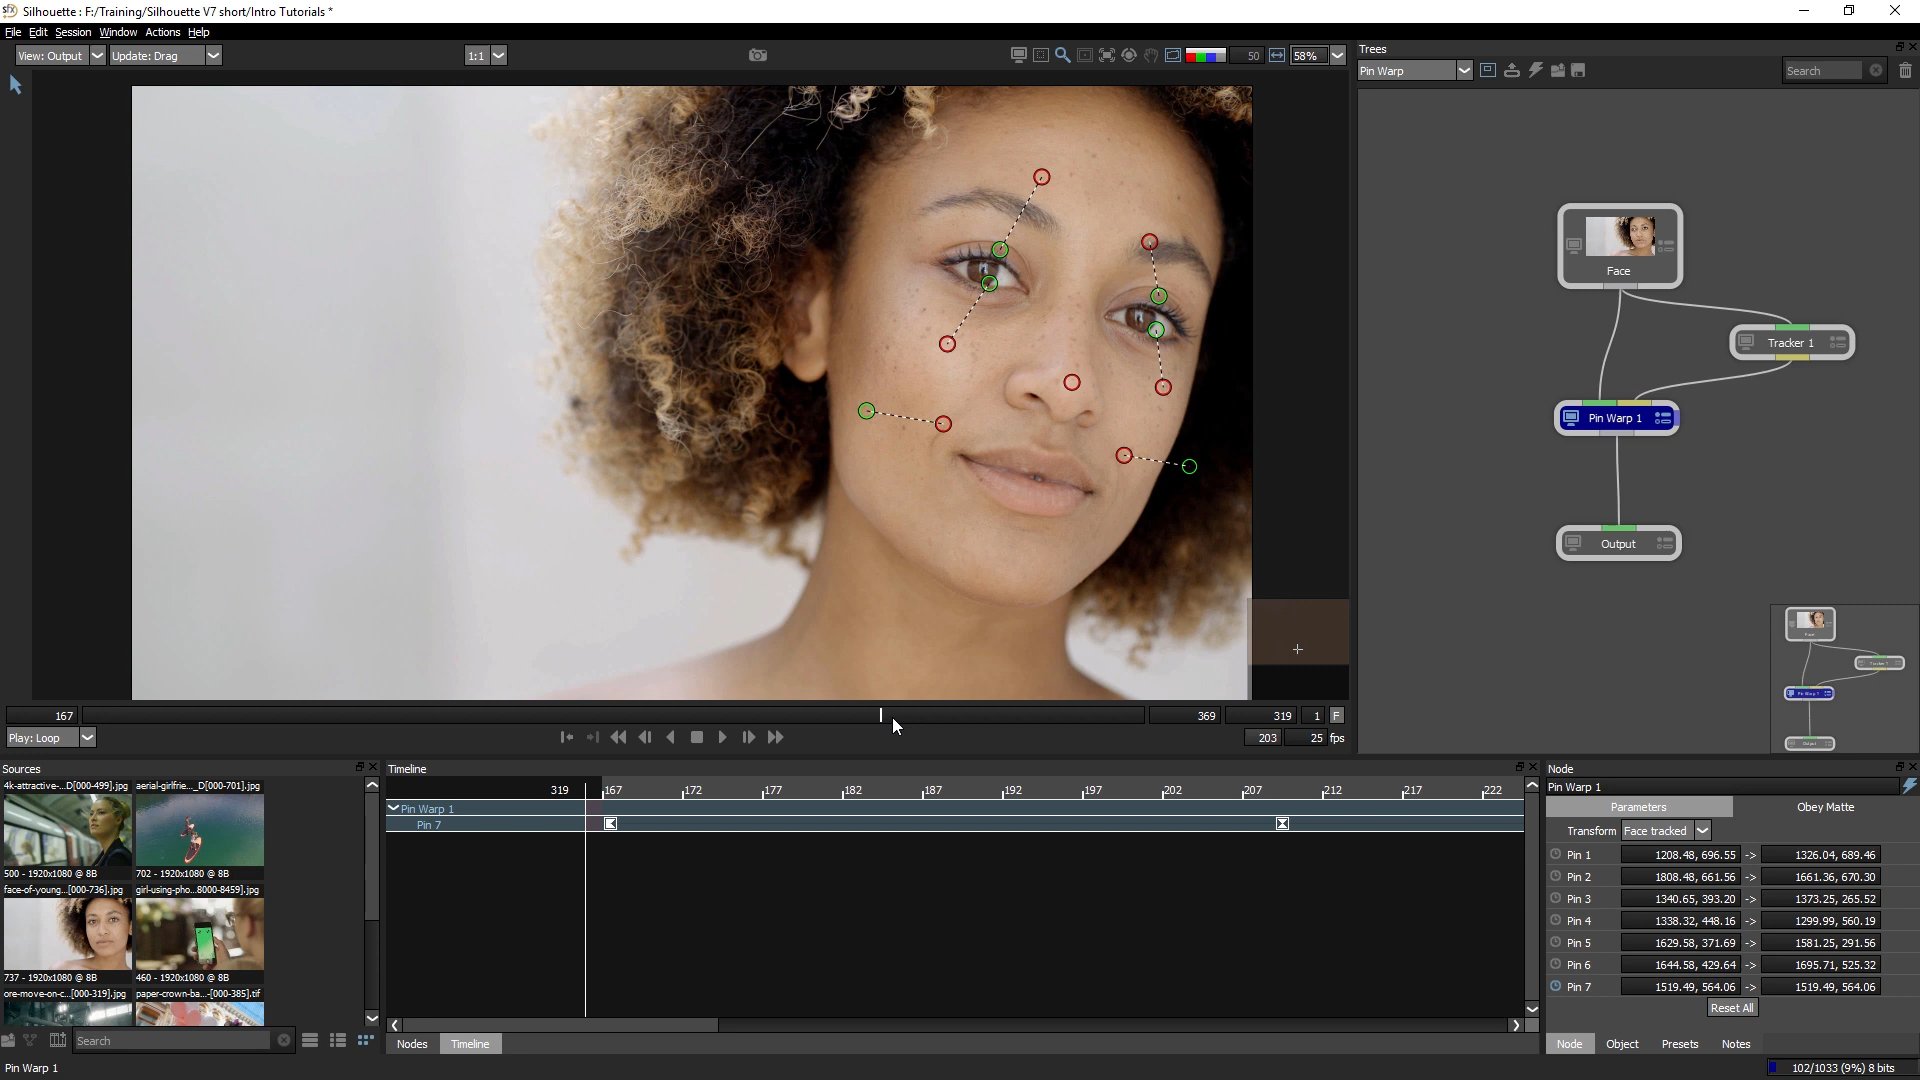 Silhouette : F:/Training/Silhouette V7 short/Intro Tutorials *
File Edit Session Window Actions Help
View: Output Update: Drag 1:1 50 58%
Trees
Pin Warp Search
Face
Tracker 1
Pin Warp 1
Output
167 369 319 1 F
Play: Loop 203 25 fps
Sources
4k-attractive-...D[000-499].jpg aerial-girlfrie..._D[000-701].jpg
500 - 1920x1080 @ 8B 702 - 1920x1080 @ 8B
face-of-young...[000-736].jpg girl-using-pho...8000-8459].jpg
737 - 1920x1080 @ 8B 460 - 1920x1080 @ 8B
ore-move-on-c...[000-319].jpg paper-crown-ba...-[000-385].tif
Search
Timeline
319 167 172 177 182 187 192 197 202 207 212 217 222
Pin Warp 1
Pin 7
Nodes Timeline
Node
Pin Warp 1
Parameters Obey Matte
Transform Face tracked
Pin 1 1208.48, 696.55 -> 1326.04, 689.46
Pin 2 1808.48, 661.56 -> 1661.36, 670.30
Pin 3 1340.65, 393.20 -> 1373.25, 265.52
Pin 4 1338.32, 448.16 -> 1299.99, 560.19
Pin 5 1629.58, 371.69 -> 1581.25, 291.56
Pin 6 1644.58, 429.64 -> 1695.71, 525.32
Pin 7 1519.49, 564.06 -> 1519.49, 564.06
Reset All
Node Object Presets Notes
Pin Warp 1 102/1033 (9%) 8 bits